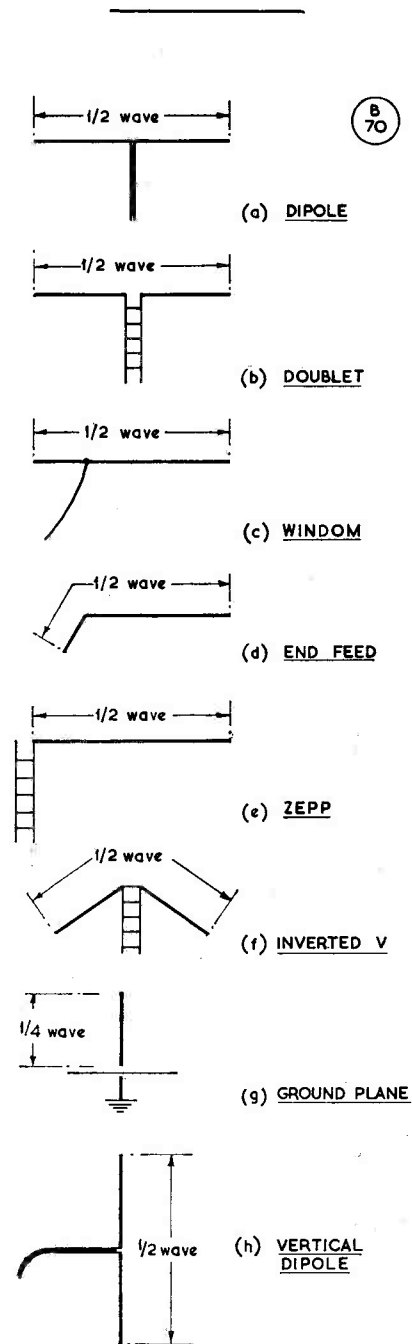 1/2 wave
B
70
(a) DIPOLE
1/2 wave
(b) DOUBLET
1/2 wave
(c) WINDOM
1/2 wave
(d) END FEED
1/2 wave
(e) ZEPP
1/2 wave
(f) INVERTED V
1/4 wave
(g) GROUND PLANE
1/2 wave
(h) VERTICAL
DIPOLE